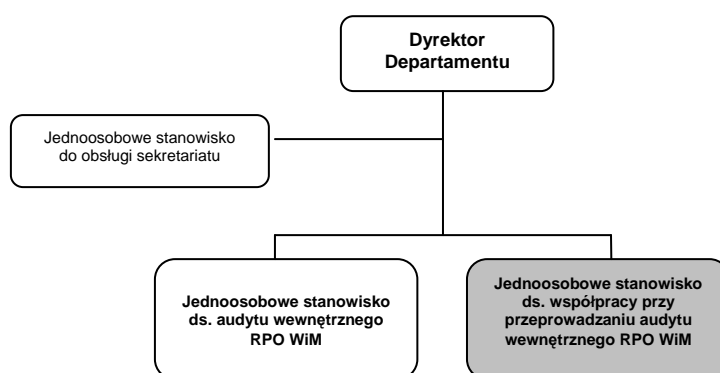 Dyrektor
Departamentu
Jednoosobowe stanowisko
do obsługi sekretariatu
Jednoosobowe stanowisko
ds. audytu wewnętrznego
RPO WiM
Jednoosobowe stanowisko
ds. współpracy przy
przeprowadzaniu audytu
wewnętrznego RPO WiM